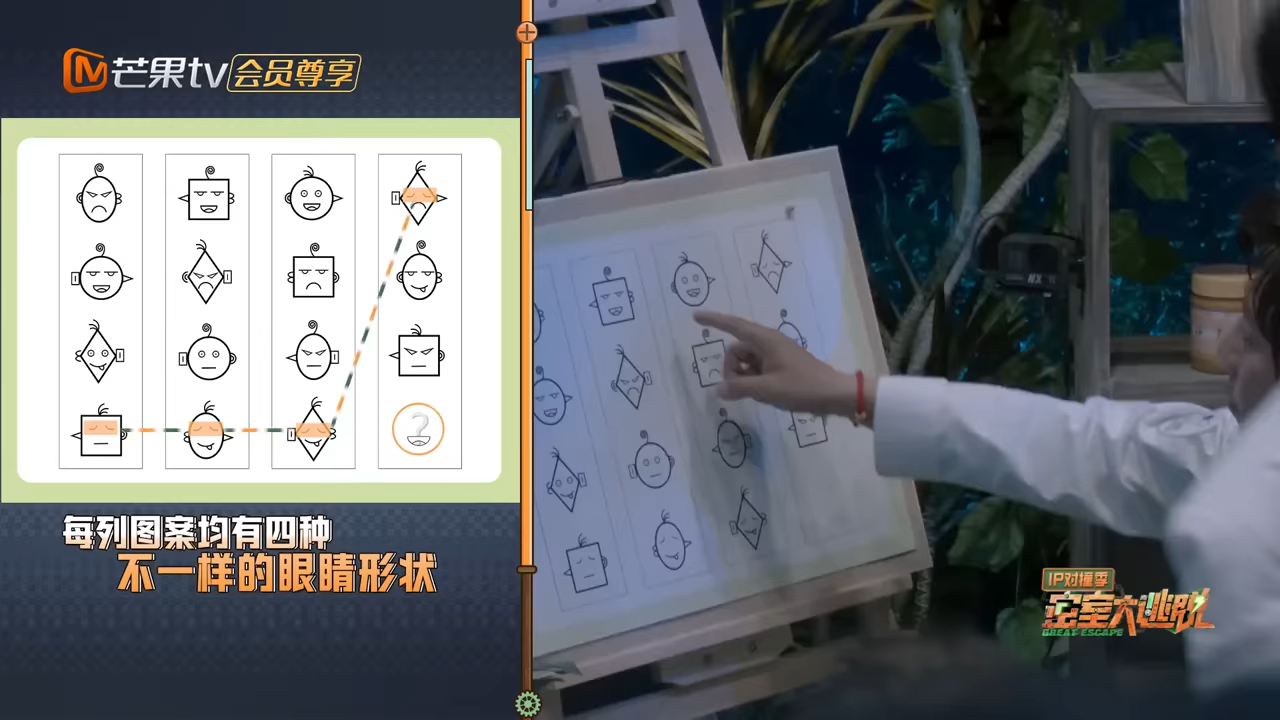 芒果tv会员尊享
?
每列图案均有四种
不一样的眼睛形状
IP对撞季
密室大逃脱
GREAT ESCAPE